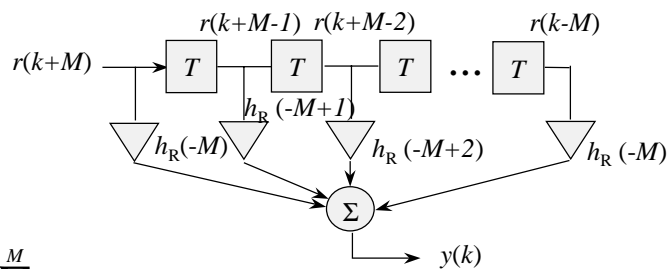 r(k+M-1) r(k+M-2) r(k-M)
r(k+M) T T T ... T
h_R (-M+1)
h_R(-M) h_R (-M+2) h_R (-M)
Σ
M
y(k)